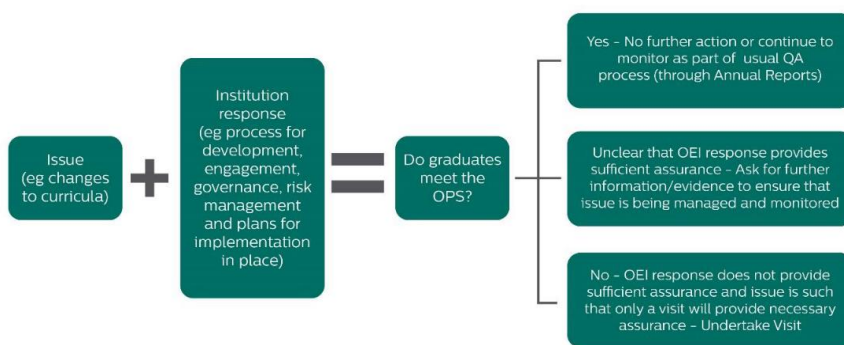 Issue
(eg changes
to curricula)
Institution
response
(eg process for
development,
engagement,
governance, risk
management
and plans for
implementation
in place)
Do graduates
meet the
OPS?
Yes – No further action or continue to
monitor as part of usual QA
process (through Annual Reports)
Unclear that OEI response provides
sufficient assurance – Ask for further
information/evidence to ensure that
issue is being managed and monitored
No – OEI response does not provide
sufficient assurance and issue is such
that only a visit will provide necessary
assurance – Undertake Visit